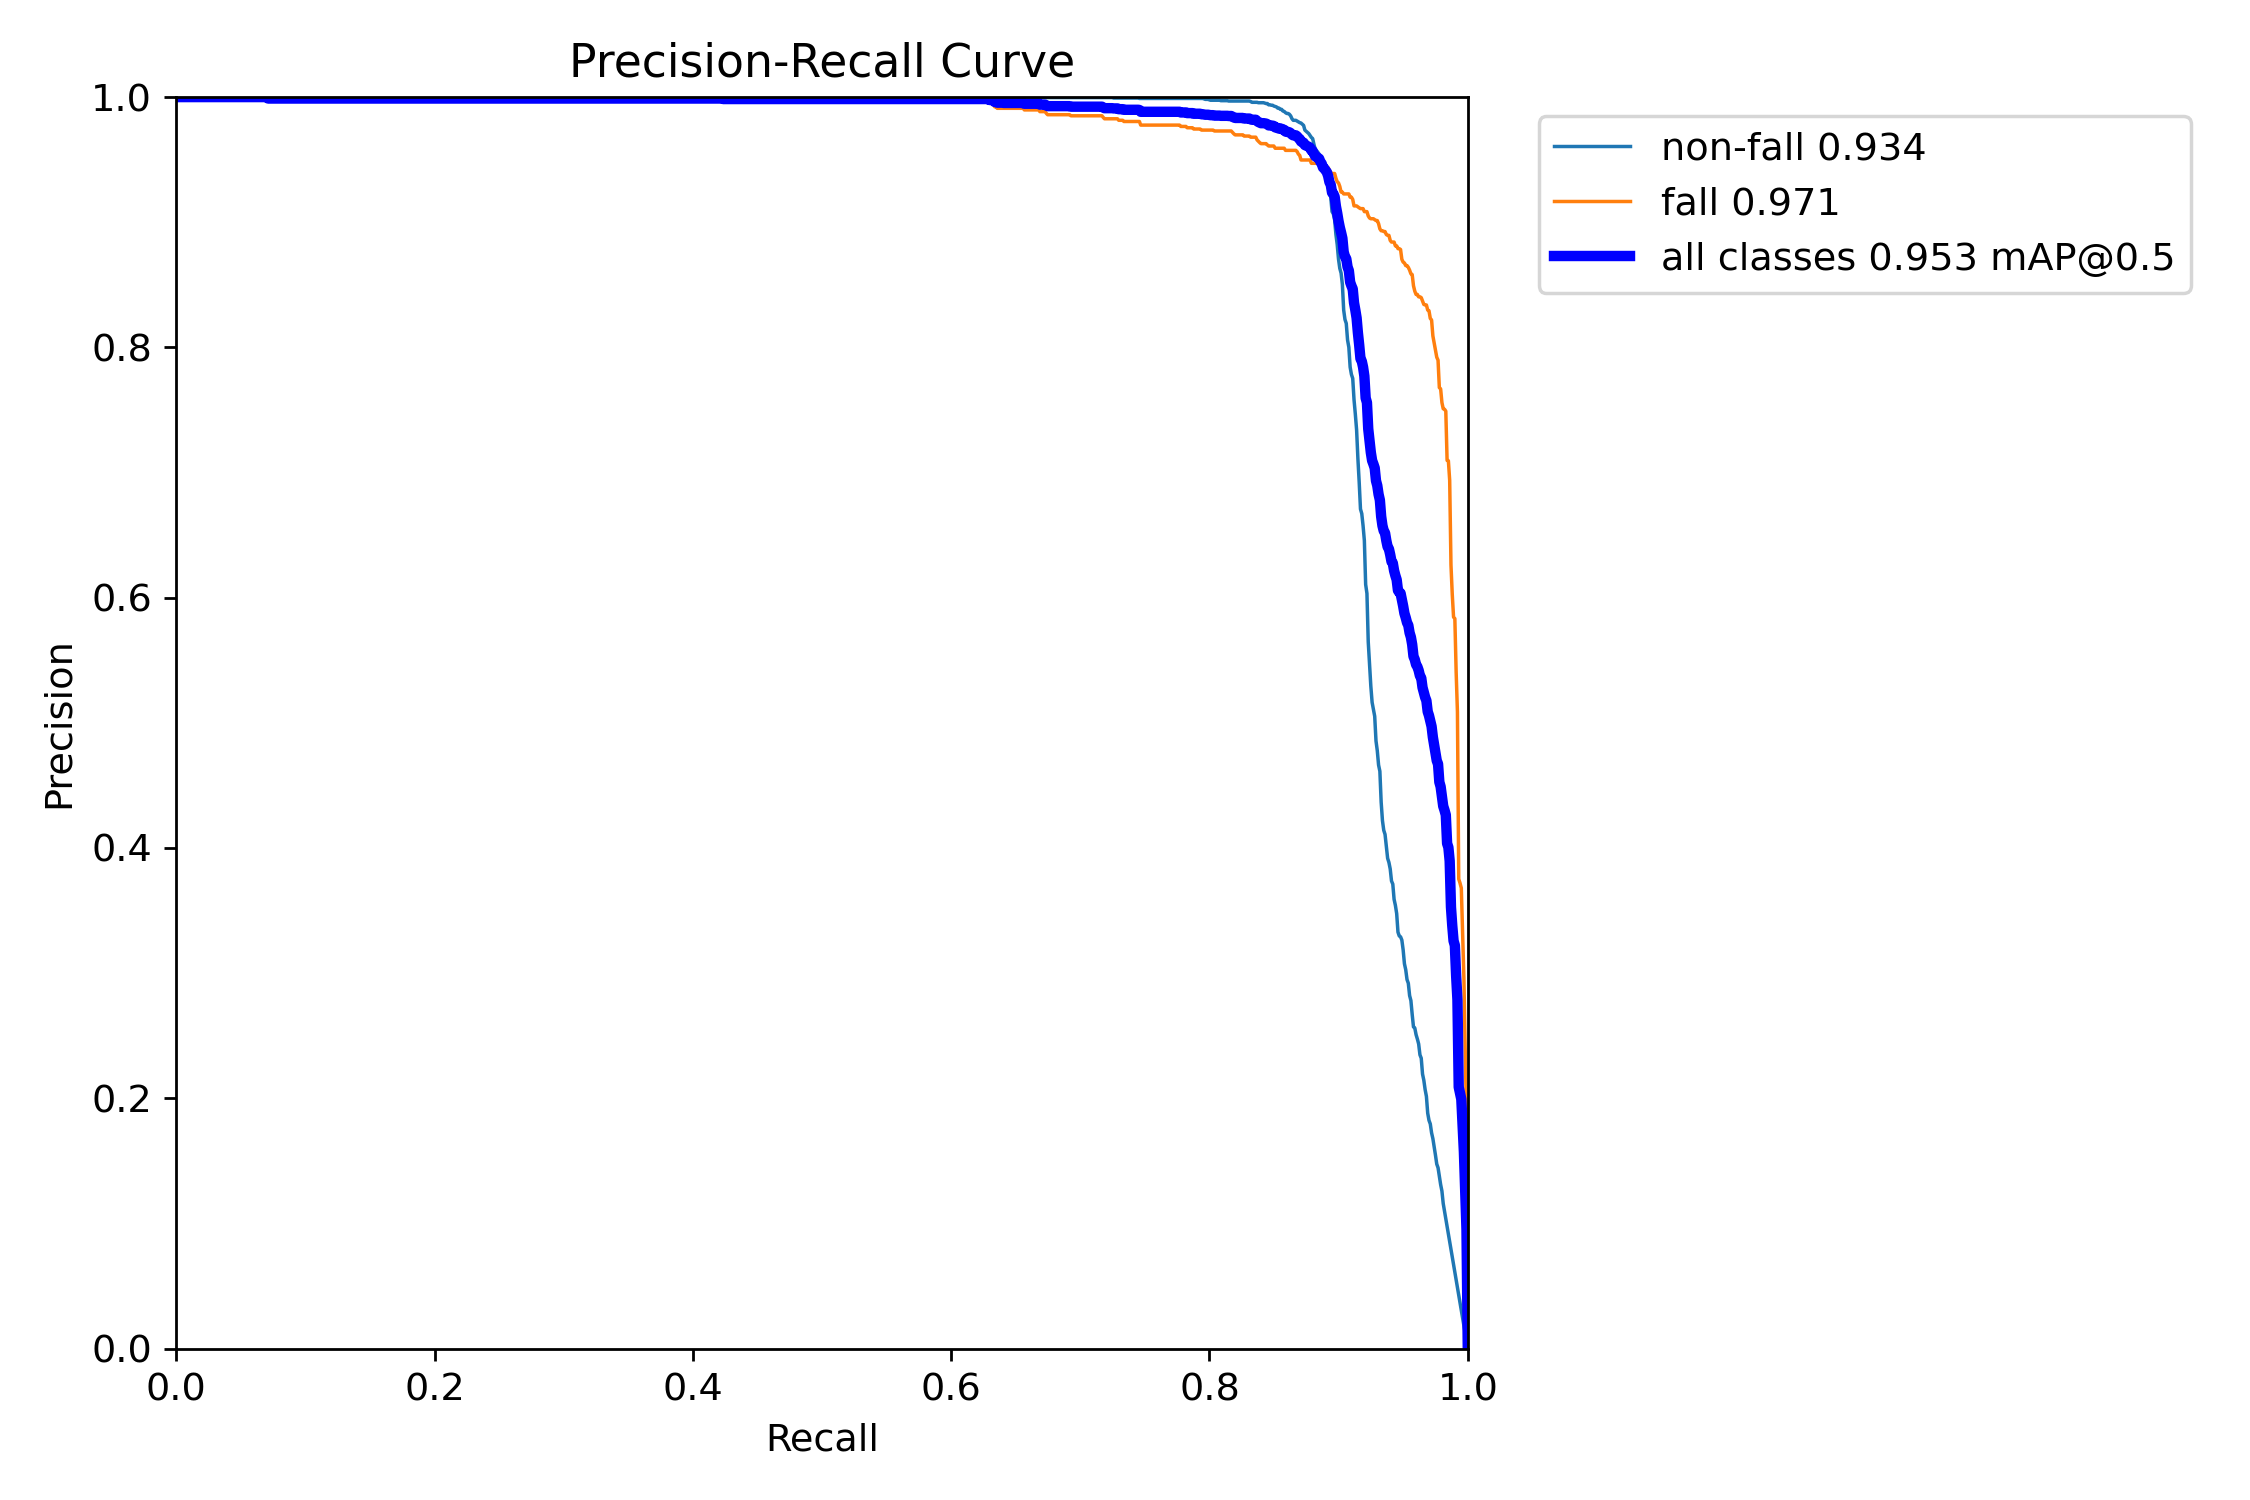 Precision-Recall Curve
1.0
0.8
0.6
0.4
0.2
0.0
Precision
0.0 0.2 0.4 0.6 0.8 1.0
Recall
non-fall 0.934
fall 0.971
all classes 0.953 mAP@0.5